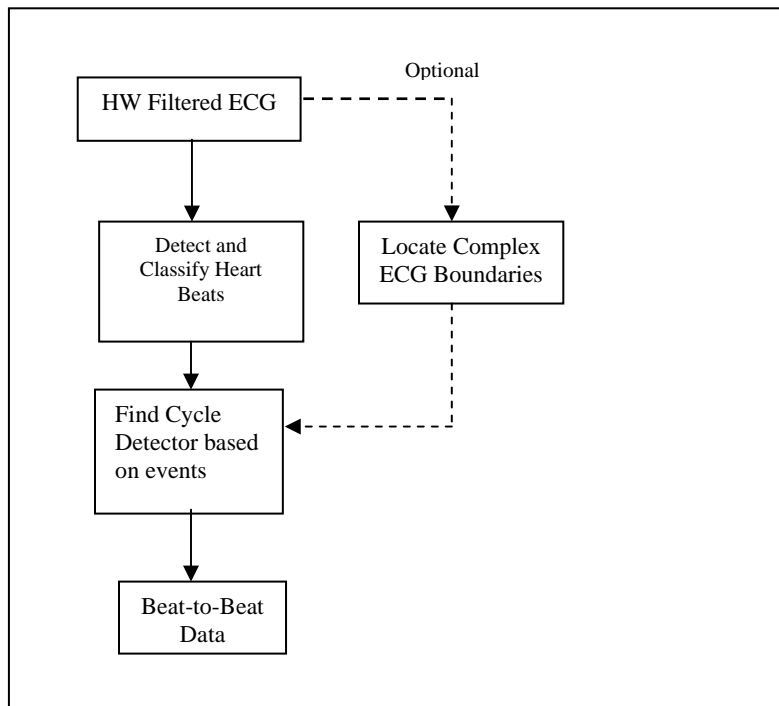 Optional
HW Filtered ECG
Detect and
Classify Heart
Beats
Locate Complex
ECG Boundaries
Find Cycle
Detector based
on events
Beat-to-Beat
Data